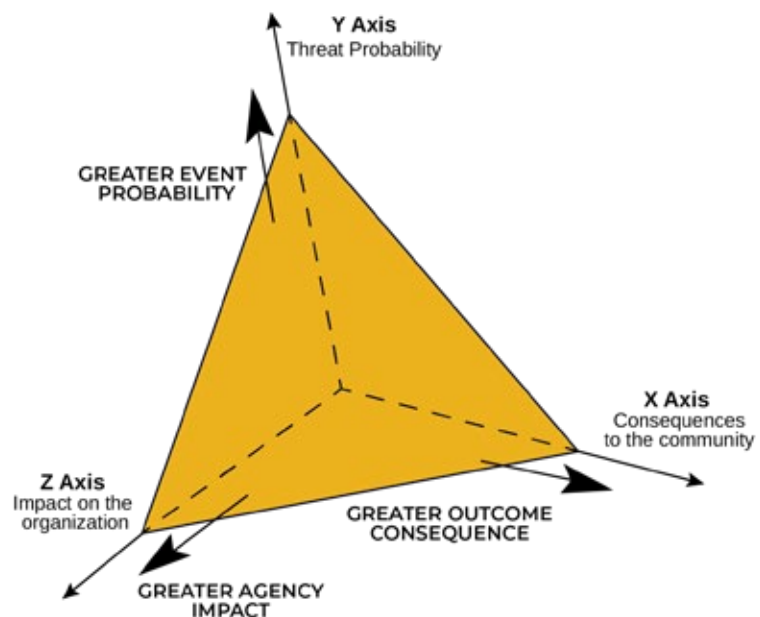 Y Axis
Threat Probability
GREATER EVENT
PROBABILITY
X Axis
Consequences
to the community
Z Axis
Impact on the
organization
GREATER OUTCOME
CONSEQUENCE
GREATER AGENCY
IMPACT